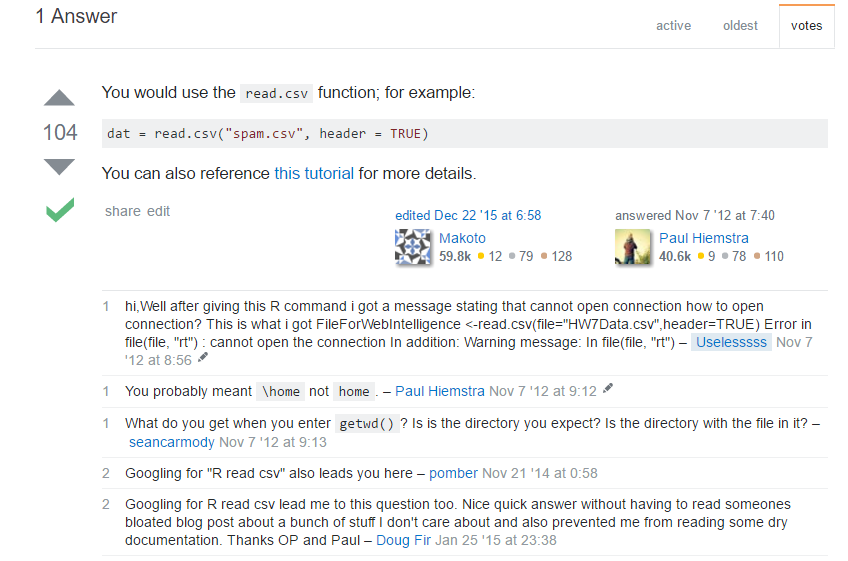 1 Answer
active oldest votes
You would use the read.csv function; for example:
104
dat = read.csv("spam.csv", header = TRUE)
You can also reference this tutorial for more details.
share edit
edited Dec 22 '15 at 6:58
Makoto
59.8k 12 79 128
answered Nov 7 '12 at 7:40
Paul Hiemstra
40.6k 9 78 110
1 hi,Well after giving this R command i got a message stating that cannot open connection how to open
connection? This is what i got FileForWebIntelligence <-read.csv(file="HW7Data.csv",header=TRUE) Error in
file(file, "rt") : cannot open the connection In addition: Warning message: In file(file, "rt") – Uselesssss Nov 7
'12 at 8:56
1 You probably meant \home not home . – Paul Hiemstra Nov 7 '12 at 9:12
1 What do you get when you enter getwd() ? Is is the directory you expect? Is the directory with the file in it? –
seancarmody Nov 7 '12 at 9:13
2 Googling for "R read csv" also leads you here – pomber Nov 21 '14 at 0:58
2 Googling for R read csv lead me to this question too. Nice quick answer without having to read someones
bloated blog post about a bunch of stuff I don't care about and also prevented me from reading some dry
documentation. Thanks OP and Paul – Doug Fir Jan 25 '15 at 23:38